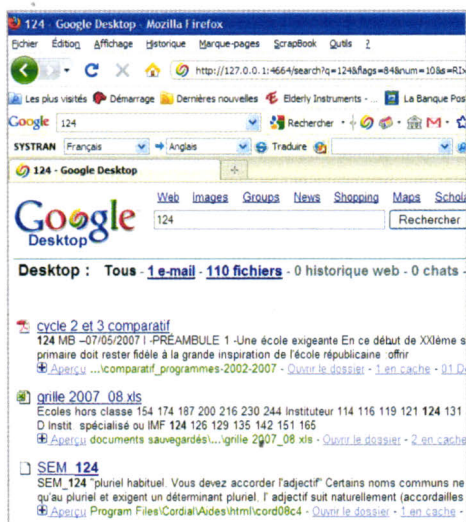 124 - Google Desktop - Mozilla Firefox
Fichier Édition Affichage Historique Marque-pages ScrapBook Outils ?
http://127.0.0.1:4664/search?q=124&flags=84&num=10&s=RI
Les plus visités Démarrage Dernières nouvelles Elderly Instruments - ... La Banque Pos
Google 124 Rechercher
SYSTRAN Français Anglais Traduire
124 - Google Desktop
Web Images Groups News Shopping Maps Schola
Google Desktop 124 Rechercher
Desktop : Tous - 1 e-mail - 110 fichiers - 0 historique web - 0 chats -
cycle 2 et 3 comparatif
124 MB –07/05/2007 I -PRÉAMBULE 1 -Une école exigeante En ce début de XXIème s
primaire doit rester fidèle à la grande inspiration de l'école républicaine :offrir
Aperçu ...\comparatif_programmes-2002-2007 - Ouvrir le dossier - 1 en cache - 01 D
grille 2007_08 xls
Ecoles hors classe 154 174 187 200 216 230 244 Instituteur 114 116 119 121 124 131
D Instit. spécialisé ou IMF 124 126 129 135 142 151 165
Aperçu documents sauvegardés\...\grille 2007_08 xls - Ouvrir le dossier - 2 en cache
SEM_124
SEM_124 "pluriel habituel. Vous devez accorder l'adjectif" Certains noms communs ne
qu'au pluriel et exigent un déterminant pluriel, l' adjectif suit naturellement (accordailles
Aperçu Program Files\Cordial\Aides\html\cord08c4 - Ouvrir le dossier - 1 en cache -